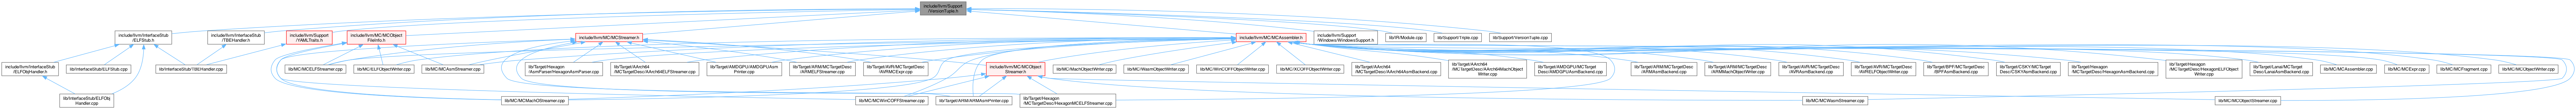 include/llvm/Support
/VersionTuple.h
include/llvm/InterfaceStub
/ELFStub.h
include/llvm/InterfaceStub
/TBEHandler.h
include/llvm/Support
/YAMLTraits.h
include/llvm/MC/MCObject
FileInfo.h
include/llvm/MC/MCStreamer.h
include/llvm/MC/MCAssembler.h
include/llvm/Support
/Windows/WindowsSupport.h
lib/IR/Module.cpp
lib/Support/Triple.cpp
lib/Support/VersionTuple.cpp
include/llvm/InterfaceStub
/ELFObjHandler.h
lib/InterfaceStub/ELFStub.cpp
lib/InterfaceStub/TBEHandler.cpp
lib/MC/MCELFStreamer.cpp
lib/MC/ELFObjectWriter.cpp
lib/MC/MCAsmStreamer.cpp
lib/Target/Hexagon
/AsmParser/HexagonAsmParser.cpp
lib/Target/AArch64
/MCTargetDesc/AArch64ELFStreamer.cpp
lib/Target/AMDGPU/AMDGPUAsm
Printer.cpp
lib/Target/ARM/MCTargetDesc
/ARMELFStreamer.cpp
lib/Target/AVR/MCTargetDesc
/AVRMCExpr.cpp
include/llvm/MC/MCObject
Streamer.h
lib/MC/MachObjectWriter.cpp
lib/MC/WasmObjectWriter.cpp
lib/MC/WinCOFFObjectWriter.cpp
lib/MC/XCOFFObjectWriter.cpp
lib/Target/AArch64
/MCTargetDesc/AArch64AsmBackend.cpp
lib/Target/AArch64
/MCTargetDesc/AArch64MachObject
Writer.cpp
lib/Target/AMDGPU/MCTarget
Desc/AMDGPUAsmBackend.cpp
lib/Target/ARM/MCTargetDesc
/ARMAsmBackend.cpp
lib/Target/ARM/MCTargetDesc
/ARMMachObjectWriter.cpp
lib/Target/AVR/MCTargetDesc
/AVRAsmBackend.cpp
lib/Target/AVR/MCTargetDesc
/AVRELFObjectWriter.cpp
lib/Target/BPF/MCTargetDesc
/BPFAsmBackend.cpp
lib/Target/CSKY/MCTarget
Desc/CSKYAsmBackend.cpp
lib/Target/Hexagon
/MCTargetDesc/HexagonAsmBackend.cpp
lib/Target/Hexagon
/MCTargetDesc/HexagonELFObject
Writer.cpp
lib/Target/Lanai/MCTarget
Desc/LanaiAsmBackend.cpp
lib/MC/MCAssembler.cpp
lib/MC/MCExpr.cpp
lib/MC/MCFragment.cpp
lib/MC/MCObjectWriter.cpp
lib/InterfaceStub/ELFObj
Handler.cpp
lib/MC/MCMachOStreamer.cpp
lib/MC/MCWinCOFFStreamer.cpp
lib/Target/ARM/ARMAsmPrinter.cpp
lib/Target/Hexagon
/MCTargetDesc/HexagonMCELFStreamer.cpp
lib/MC/MCWasmStreamer.cpp
lib/MC/MCObjectStreamer.cpp